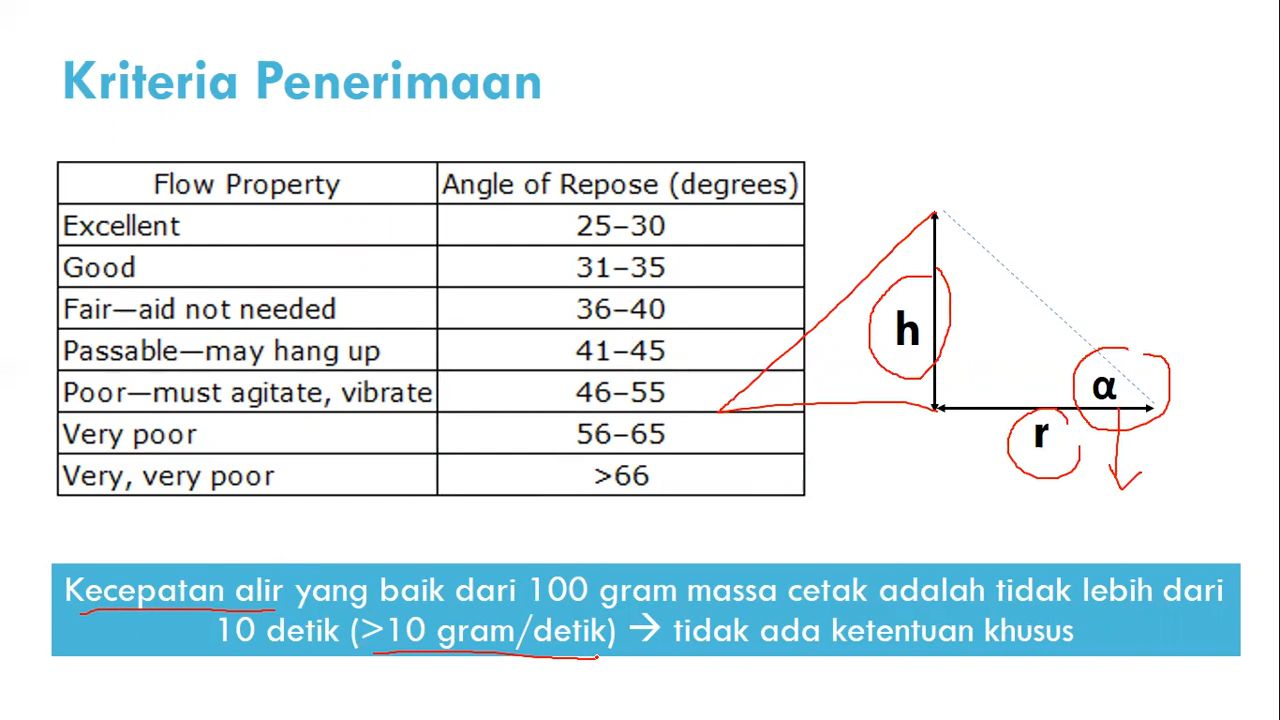 Kriteria Penerimaan
Flow Property Angle of Repose (degrees)
Excellent 25–30
Good 31–35
Fair—aid not needed 36–40
Passable—may hang up 41–45
Poor—must agitate, vibrate 46–55
Very poor 56–65
Very, very poor >66
h
α
r
Kecepatan alir yang baik dari 100 gram massa cetak adalah tidak lebih dari
10 detik (>10 gram/detik) → tidak ada ketentuan khusus